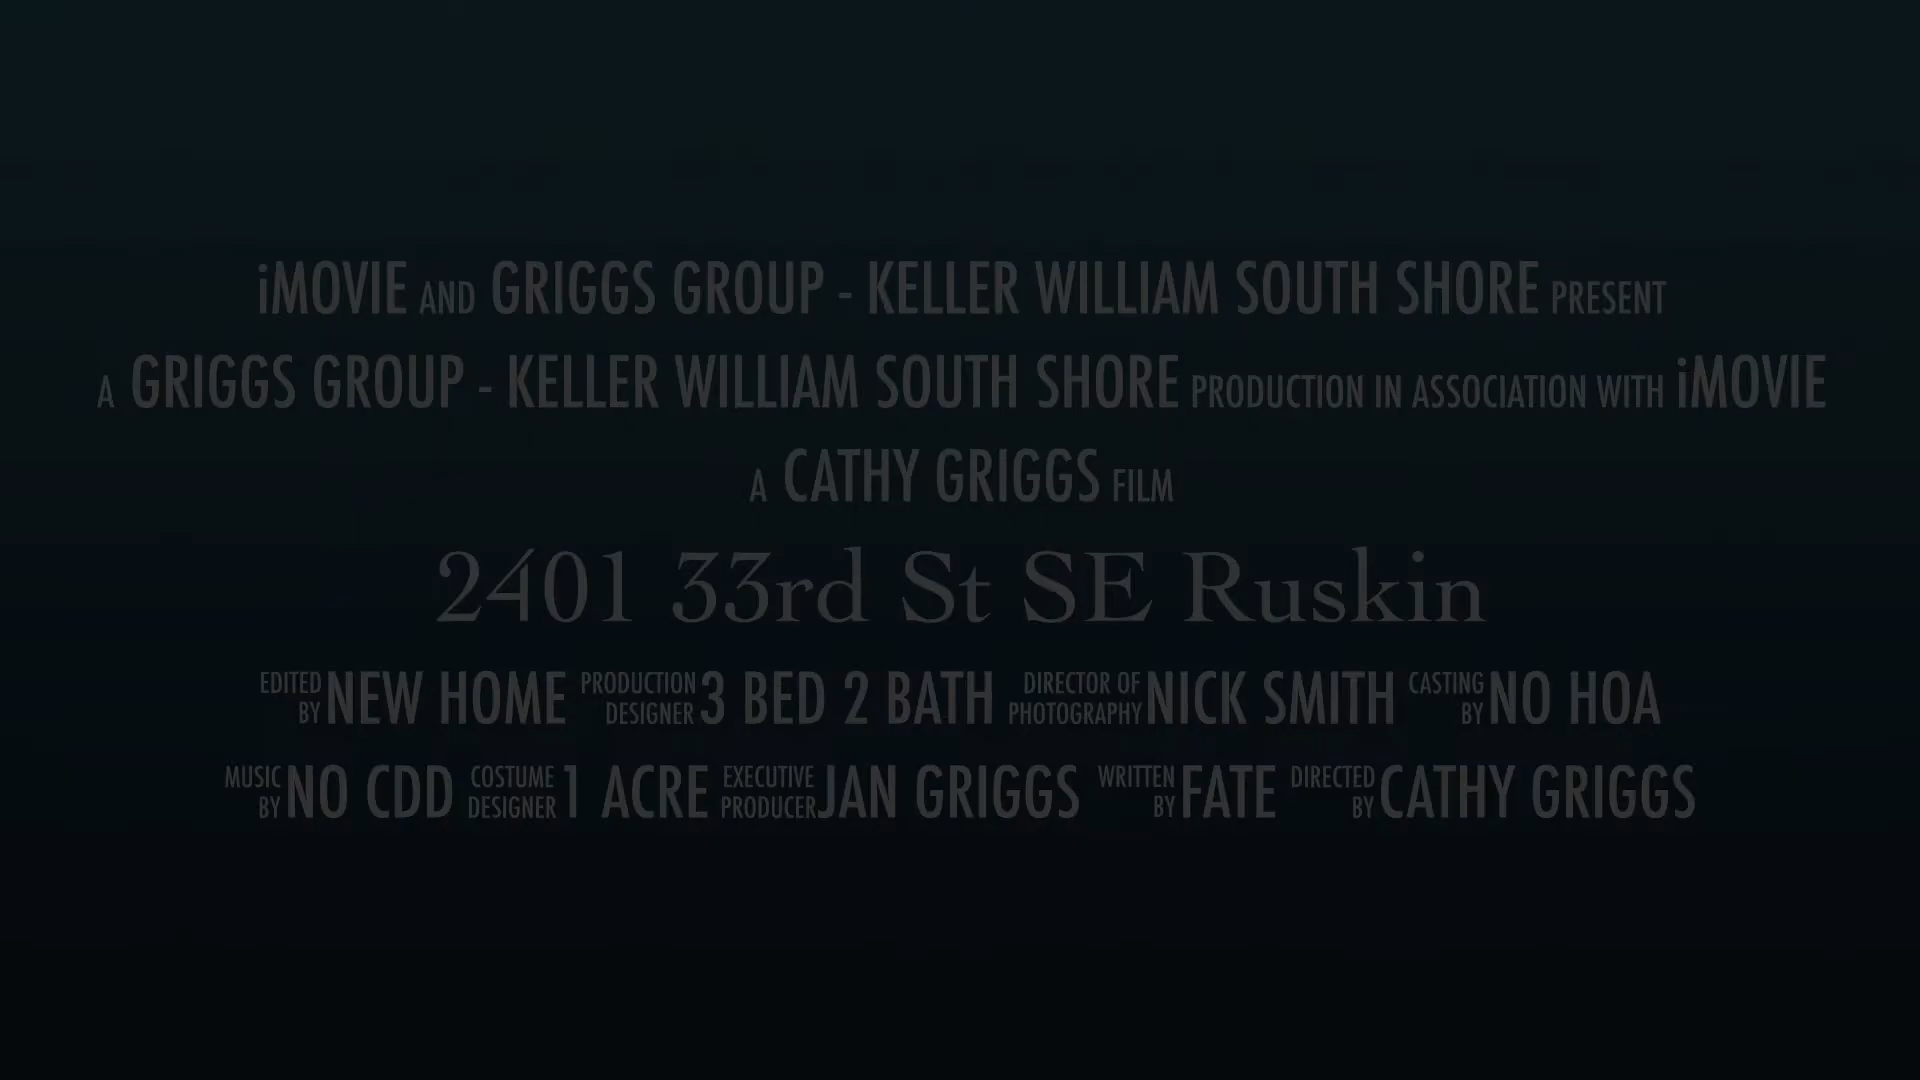 iMOVIE AND GRIGGS GROUP - KELLER WILLIAM SOUTH SHORE PRESENT
A GRIGGS GROUP - KELLER WILLIAM SOUTH SHORE PRODUCTION IN ASSOCIATION WITH iMOVIE
A CATHY GRIGGS FILM
2401 33rd St SE Ruskin
EDITED BY NEW HOME PRODUCTION DESIGNER 3 BED 2 BATH DIRECTOR OF PHOTOGRAPHY NICK SMITH CASTING BY NO HOA
MUSIC BY NO CDD COSTUME DESIGNER 1 ACRE EXECUTIVE PRODUCER JAN GRIGGS WRITTEN BY FATE DIRECTED BY CATHY GRIGGS